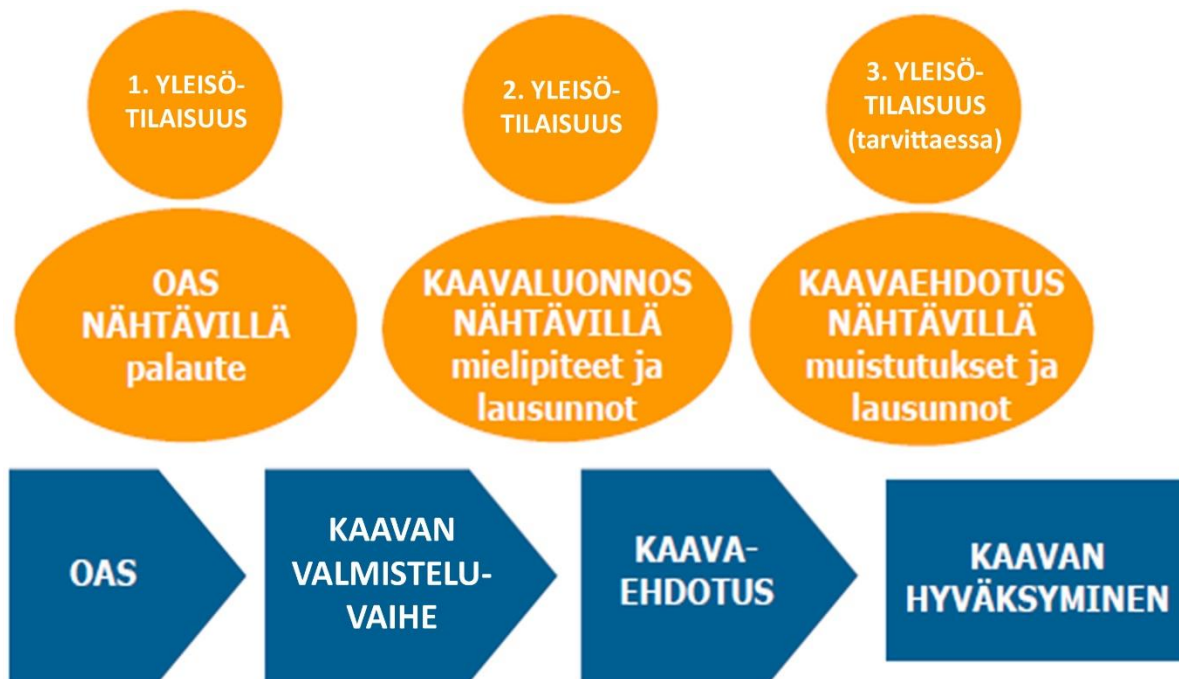 1. YLEISÖ-
TILAISUUS
2. YLEISÖ-
TILAISUUS
3. YLEISÖ-
TILAISUUS
(tarvittaessa)
OAS
NÄHTÄVILLÄ
palaute
KAAVALUONNOS
NÄHTÄVILLÄ
mielipiteet ja
lausunnot
KAAVAEHDOTUS
NÄHTÄVILLÄ
muistutukset ja
lausunnot
OAS
KAAVAN
VALMISTELU-
VAIHE
KAAVA-
EHDOTUS
KAAVAN
HYVÄKSYMINEN